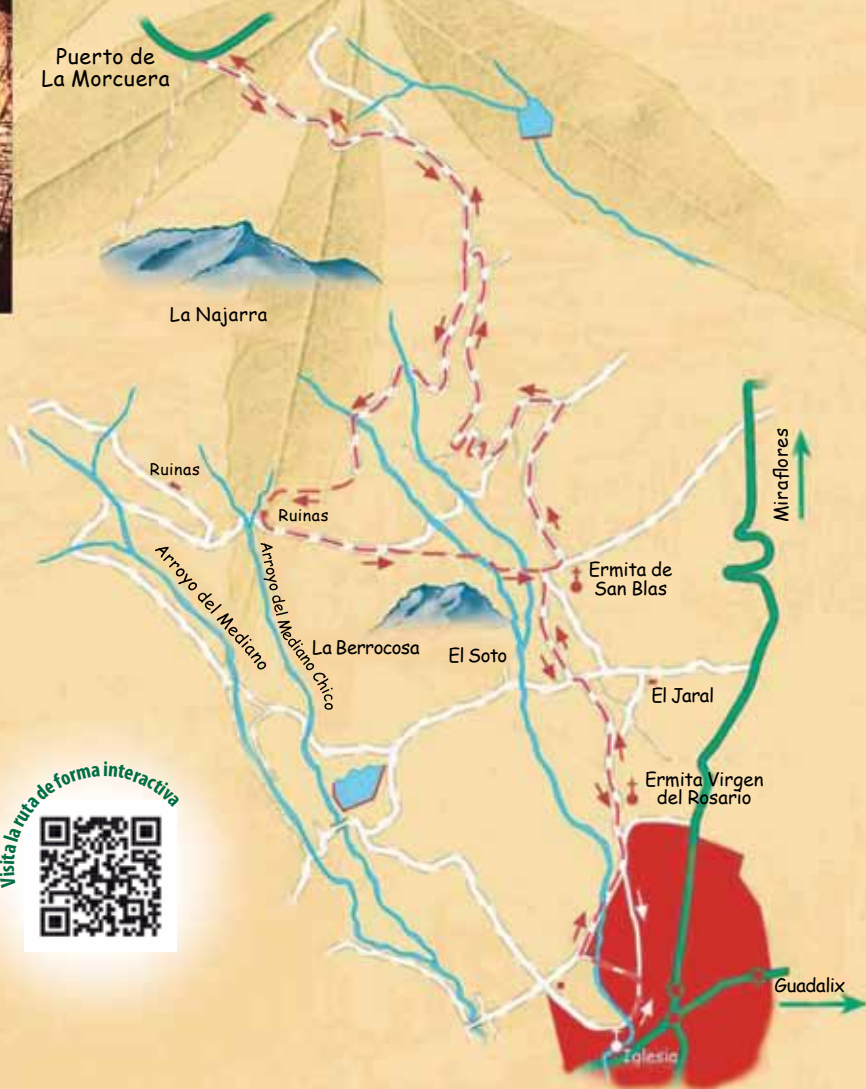 Puerto de
La Morcuera
La Najarra
Ruinas
Ruinas
Miraflores
Arroyo del Mediano
Arroyo del Mediano Chico
Ermita de
San Blas
La Berrocosa
El Soto
El Jaral
Ermita Virgen
del Rosario
Visita la ruta de forma interactiva
Guadalix
Iglesia